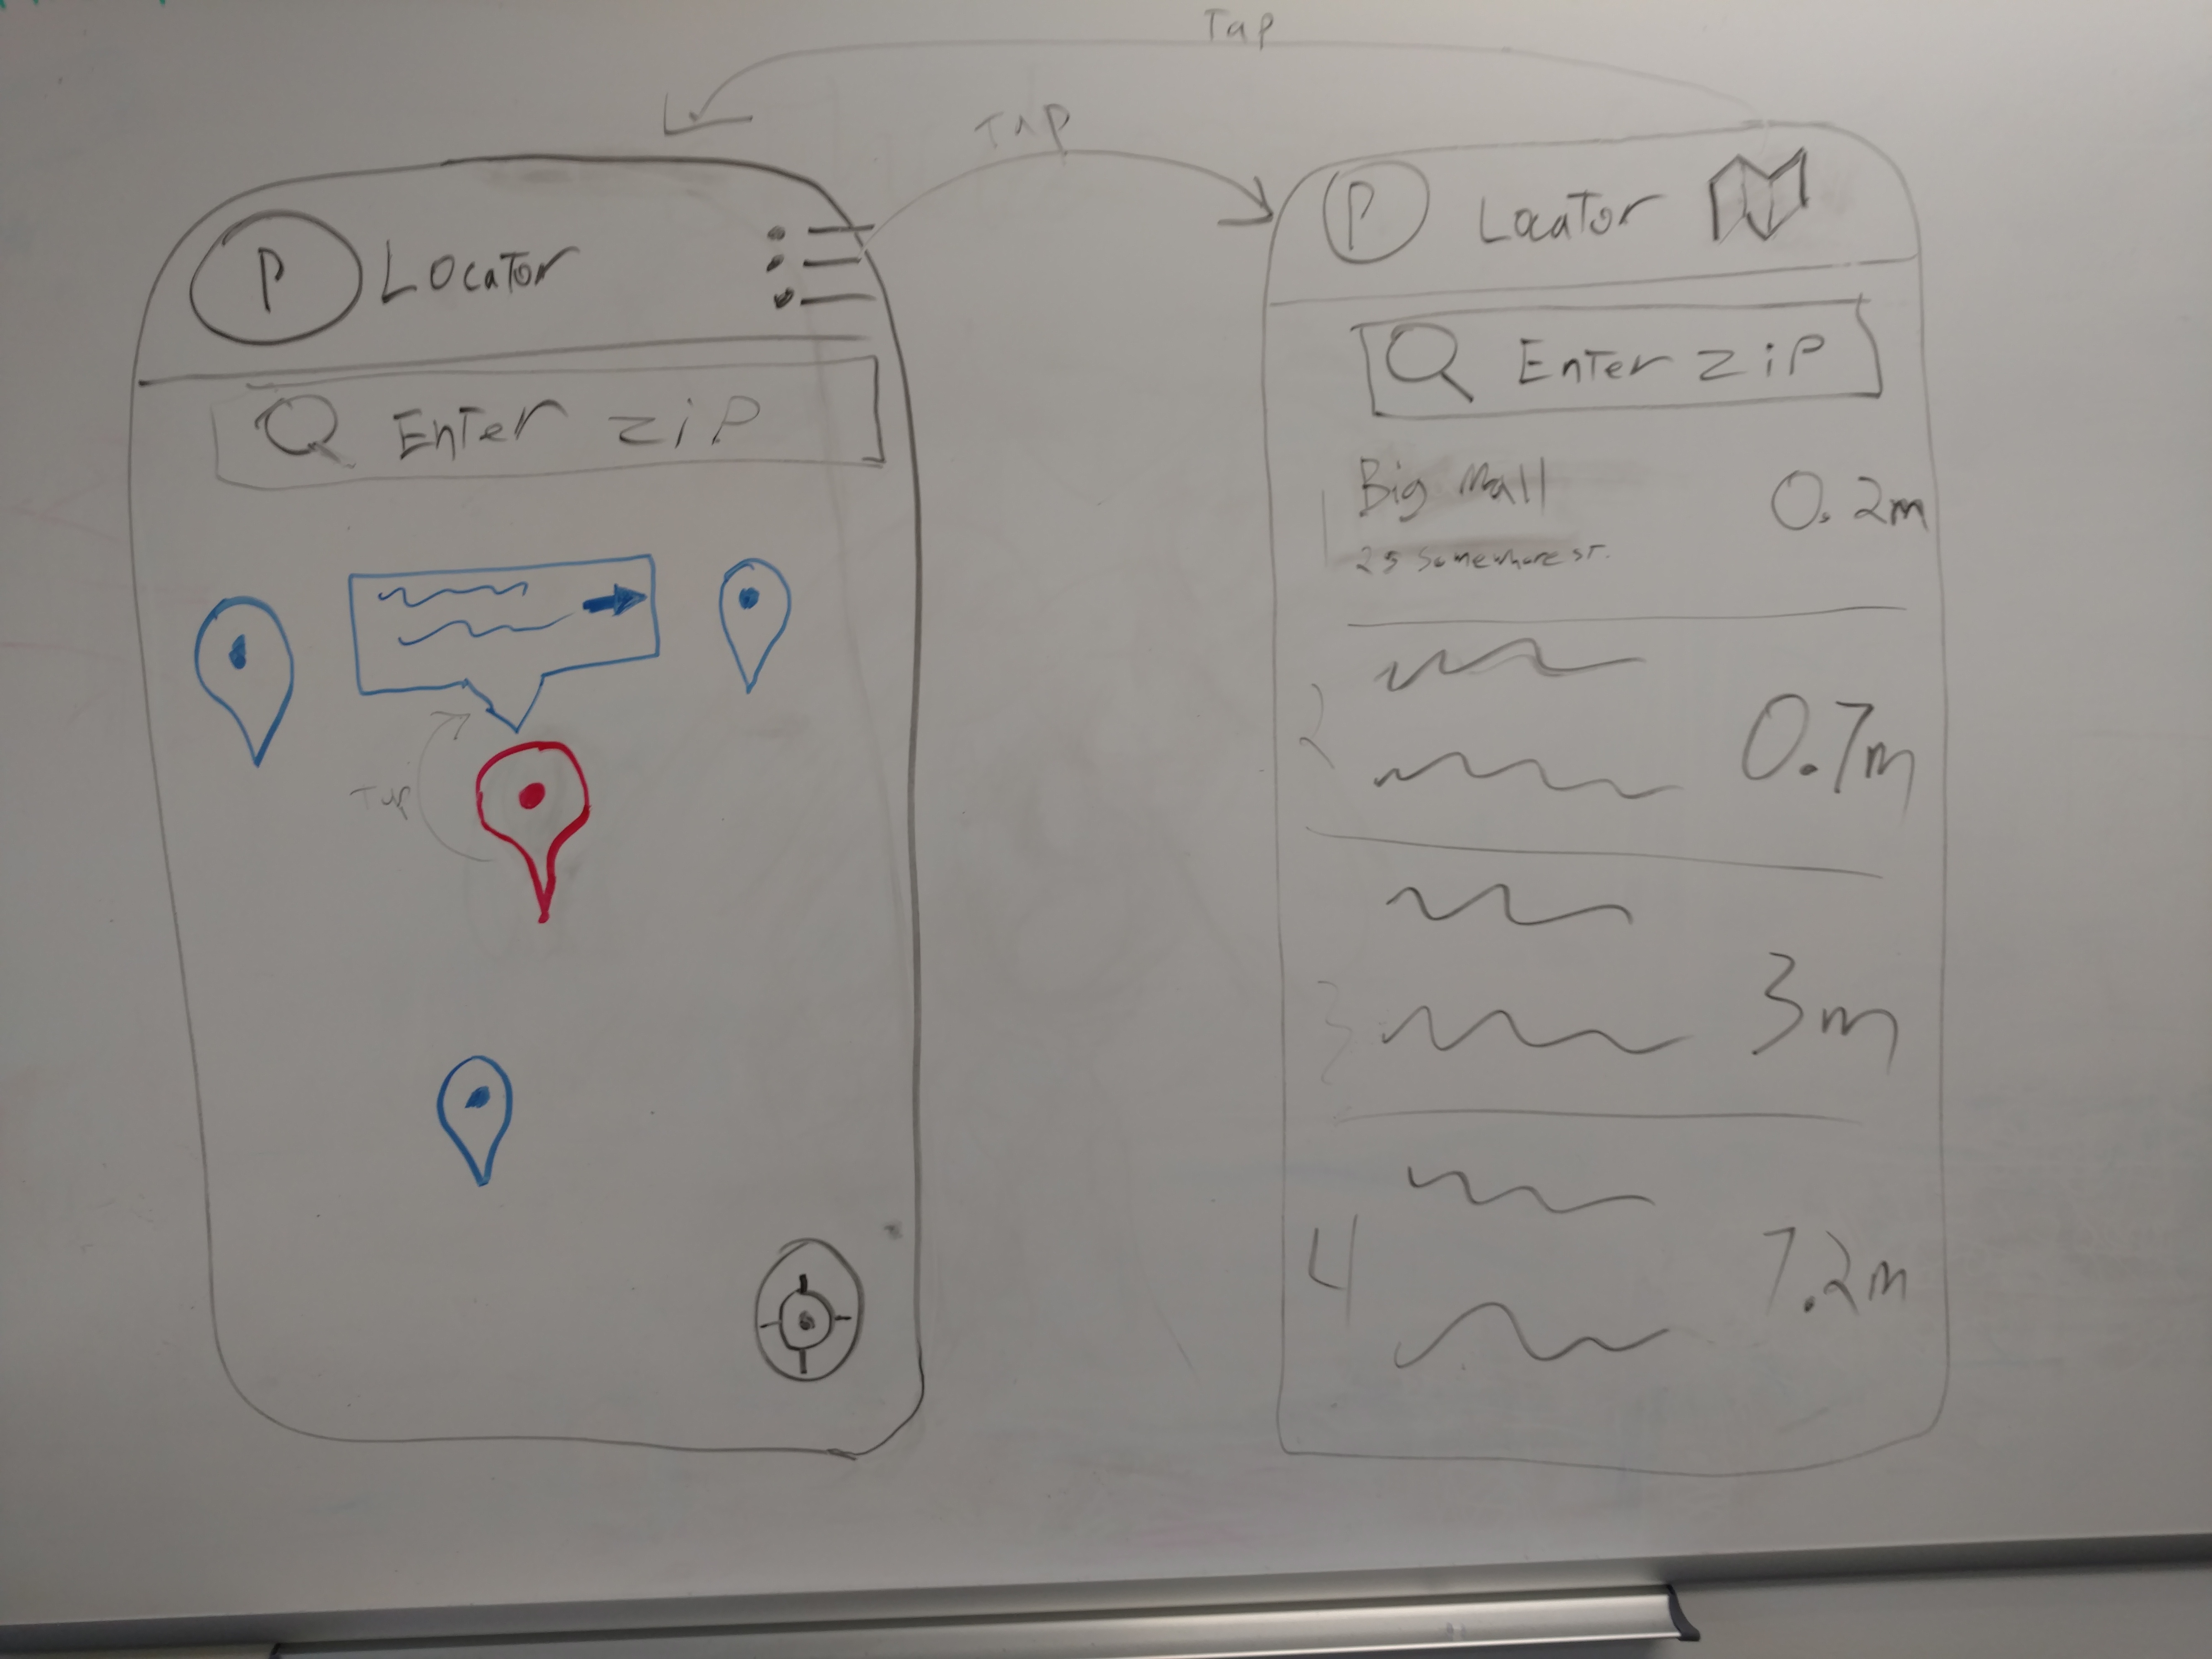 Tap
TAP
P Locator
Enter zip
Tap
P Locator
Enter zip
1 Big Mall 0.2m
25 Somewhere st.
2 0.7m
3 3m
4 7.2m